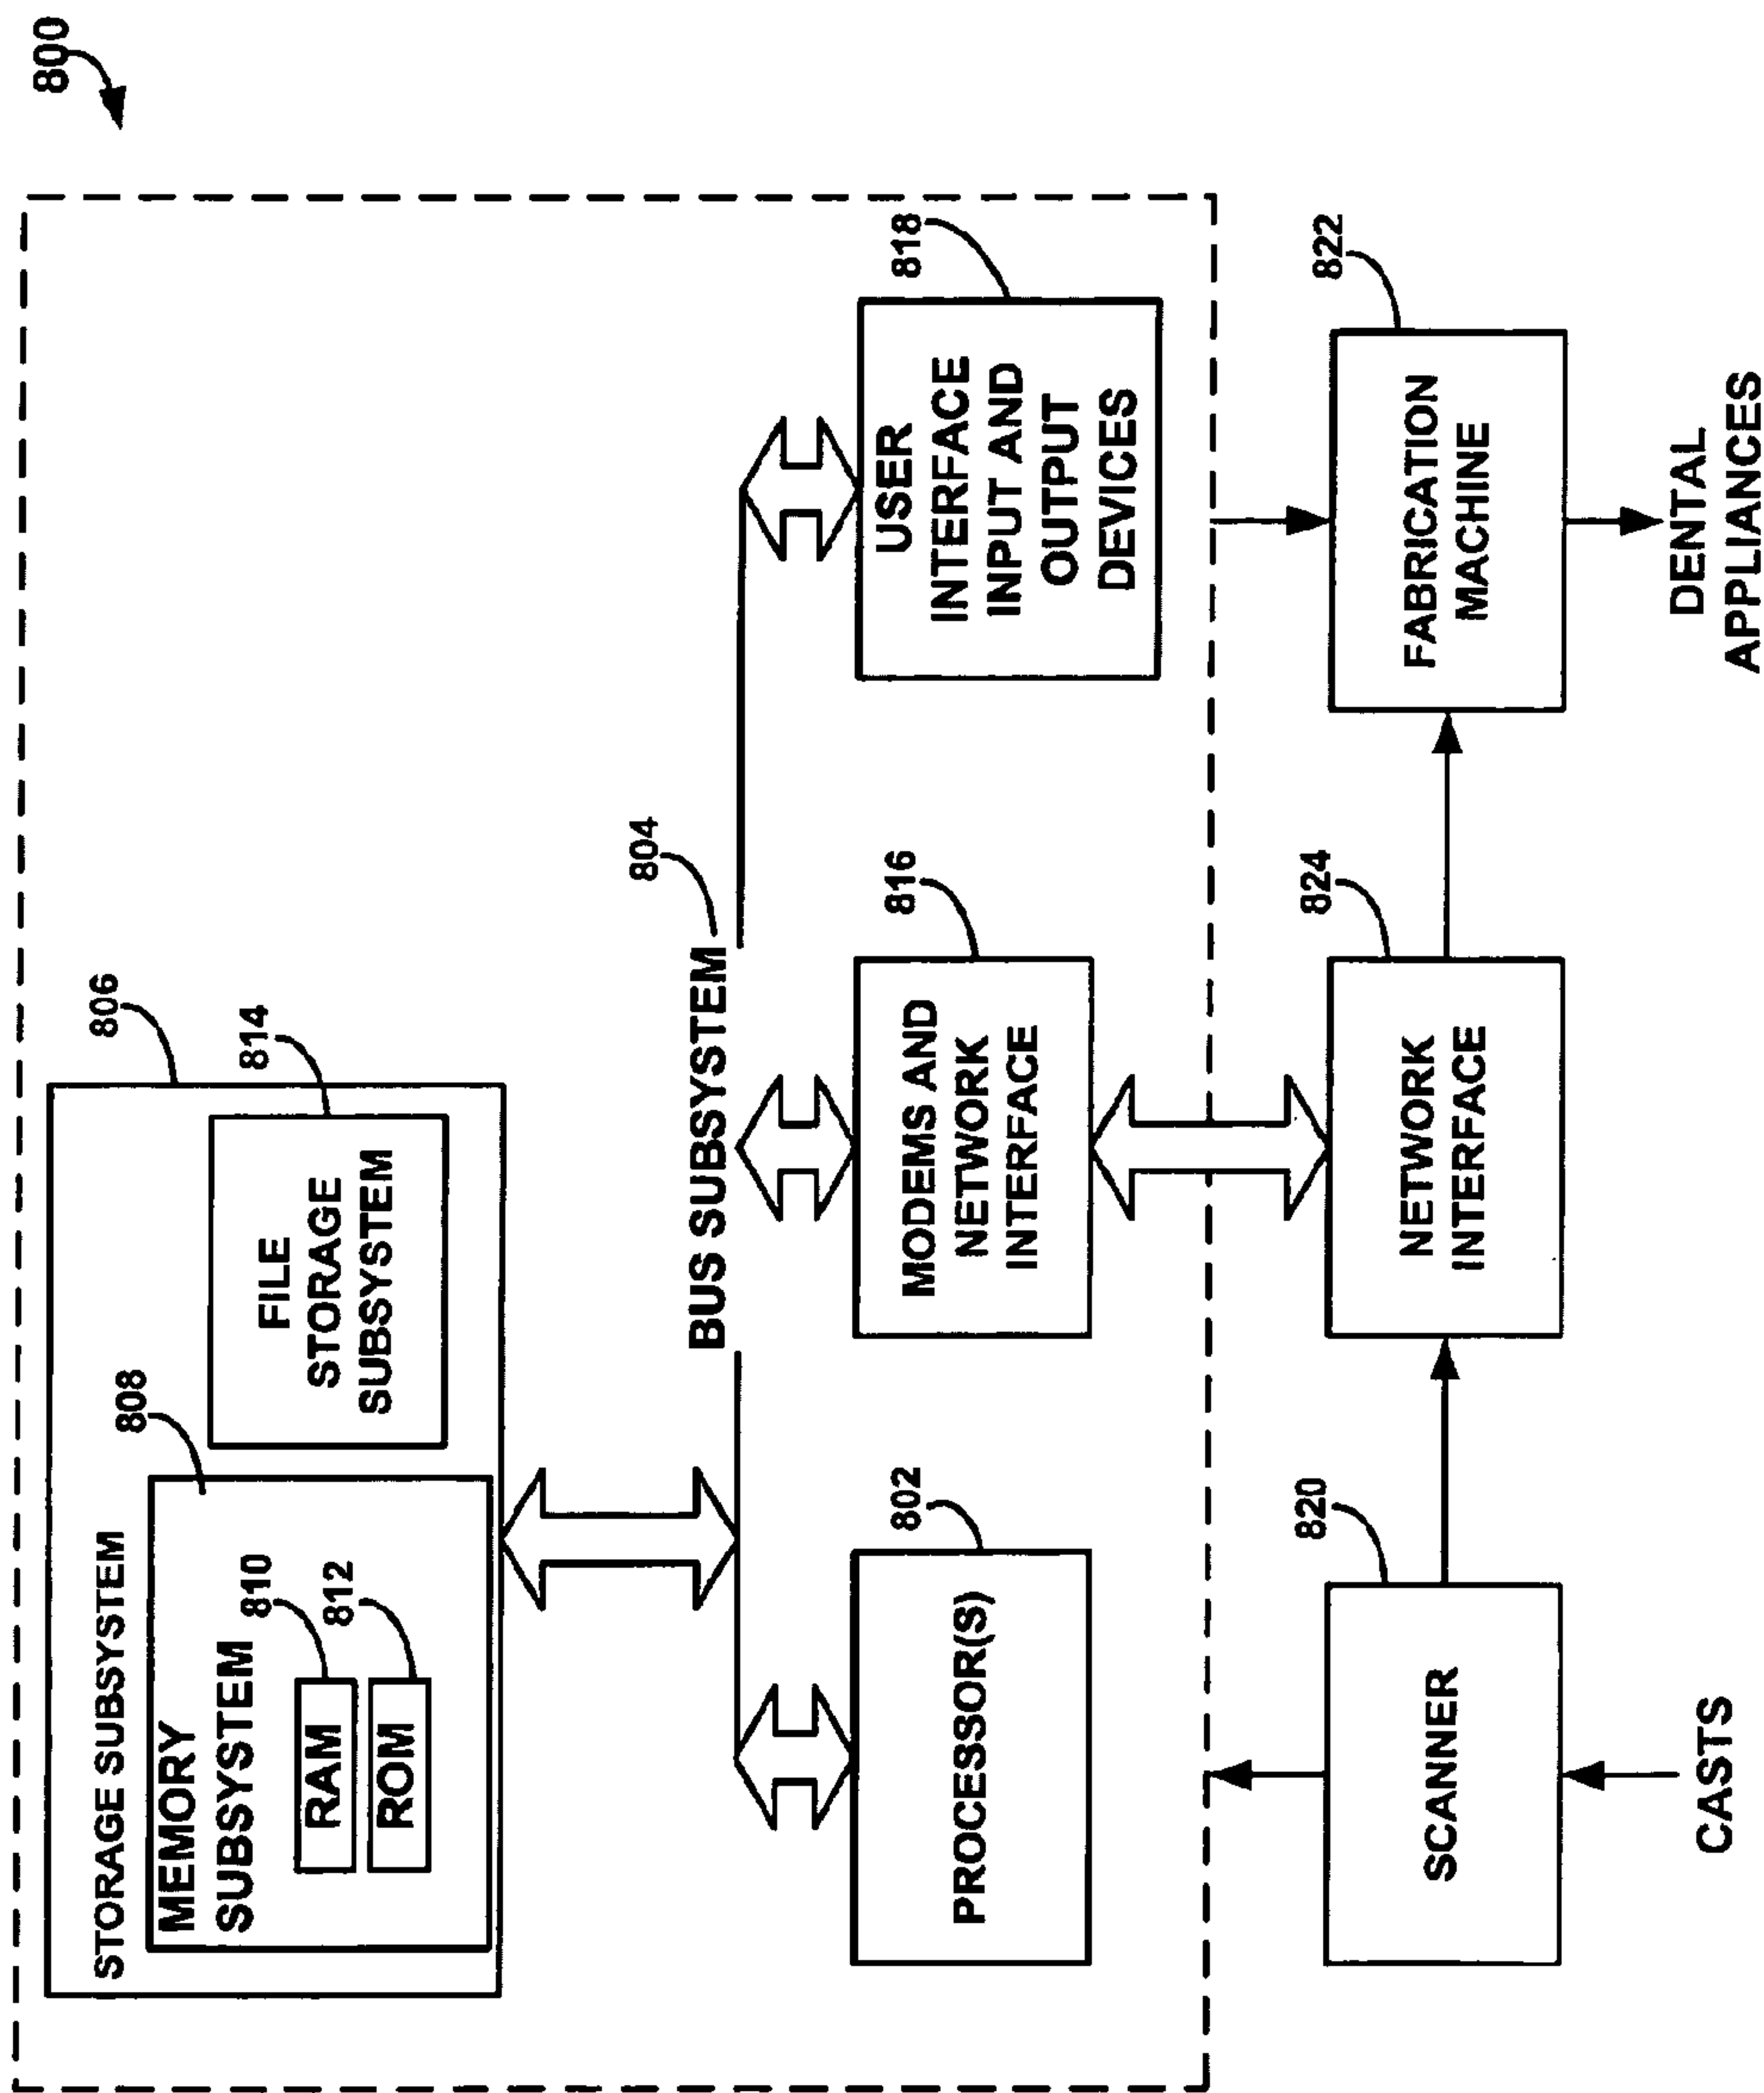 800
806
STORAGE SUBSYSTEM
808
MEMORY
SUBSYSTEM
810
RAM
812
ROM
814
FILE
STORAGE
SUBSYSTEM
804
BUS SUBSYSTEM
802
PROCESSOR(S)
816
MODEMS AND
NETWORK
INTERFACE
818
USER
INTERFACE
INPUT AND
OUTPUT
DEVICES
820
SCANNER
824
NETWORK
INTERFACE
822
FABRICATION
MACHINE
CASTS
DENTAL
APPLIANCES